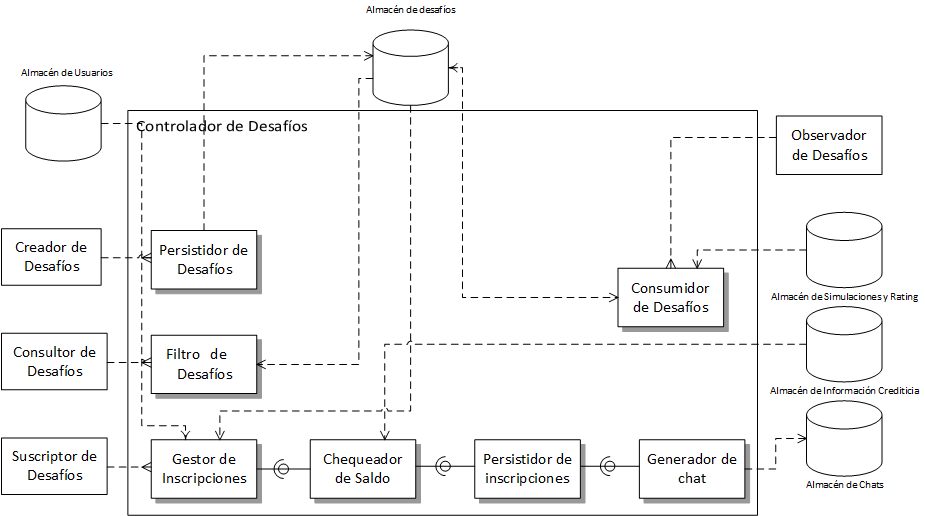 Almacén de desafíos
Almacén de Usuarios
Controlador de Desafíos
Observador
de Desafíos
Creador de
Desafíos
Persistidor de
Desafíos
Consumidor
de Desafíos
Almacén de Simulaciones y Rating
Consultor de
Desafíos
Filtro de
Desafíos
Almacén de Información Crediticia
Suscriptor de
Desafíos
Gestor de
Inscripciones
Chequeador
de Saldo
Persistidor de
inscripciones
Generador de
chat
Almacén de Chats